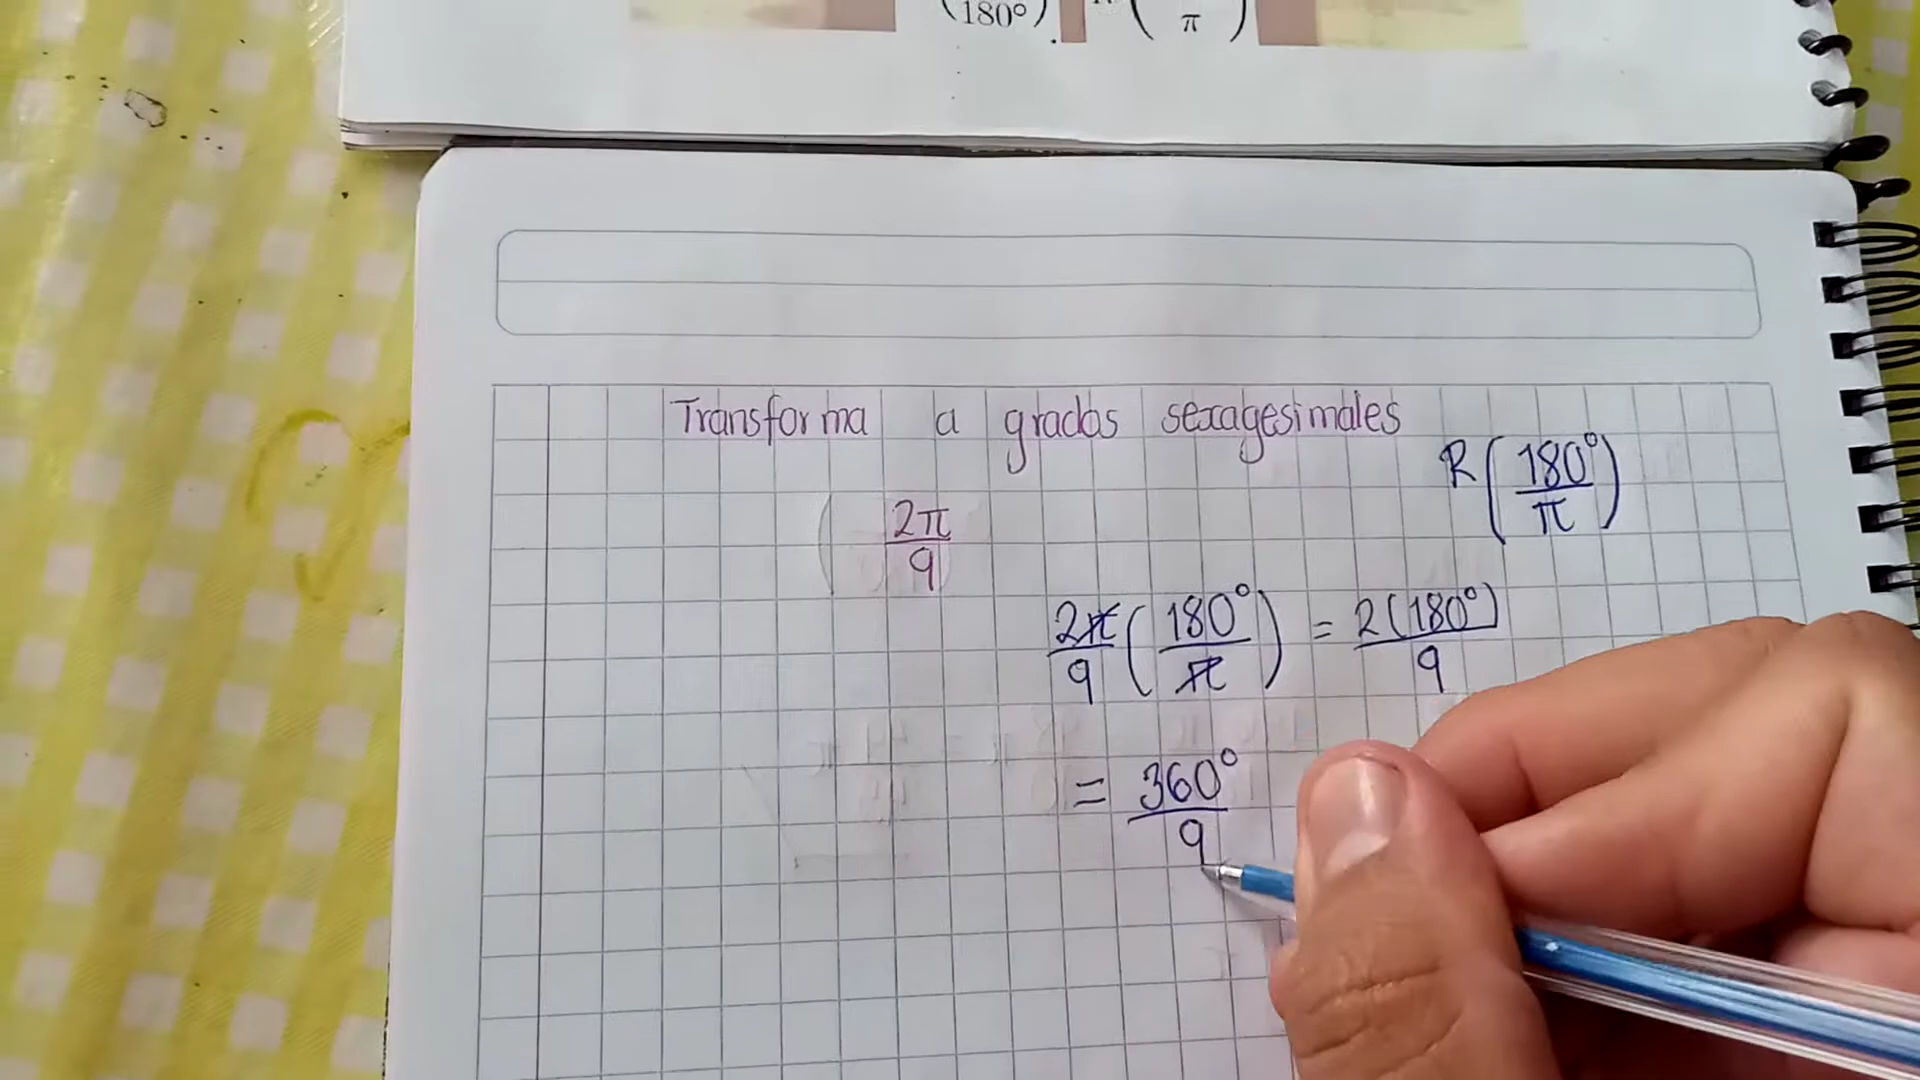 (180°). (π)
Transforma a grados sexagesimales
R(180°/π)
2π/9
2π/9 (180°/π) = 2(180°)/9
= 360°/9